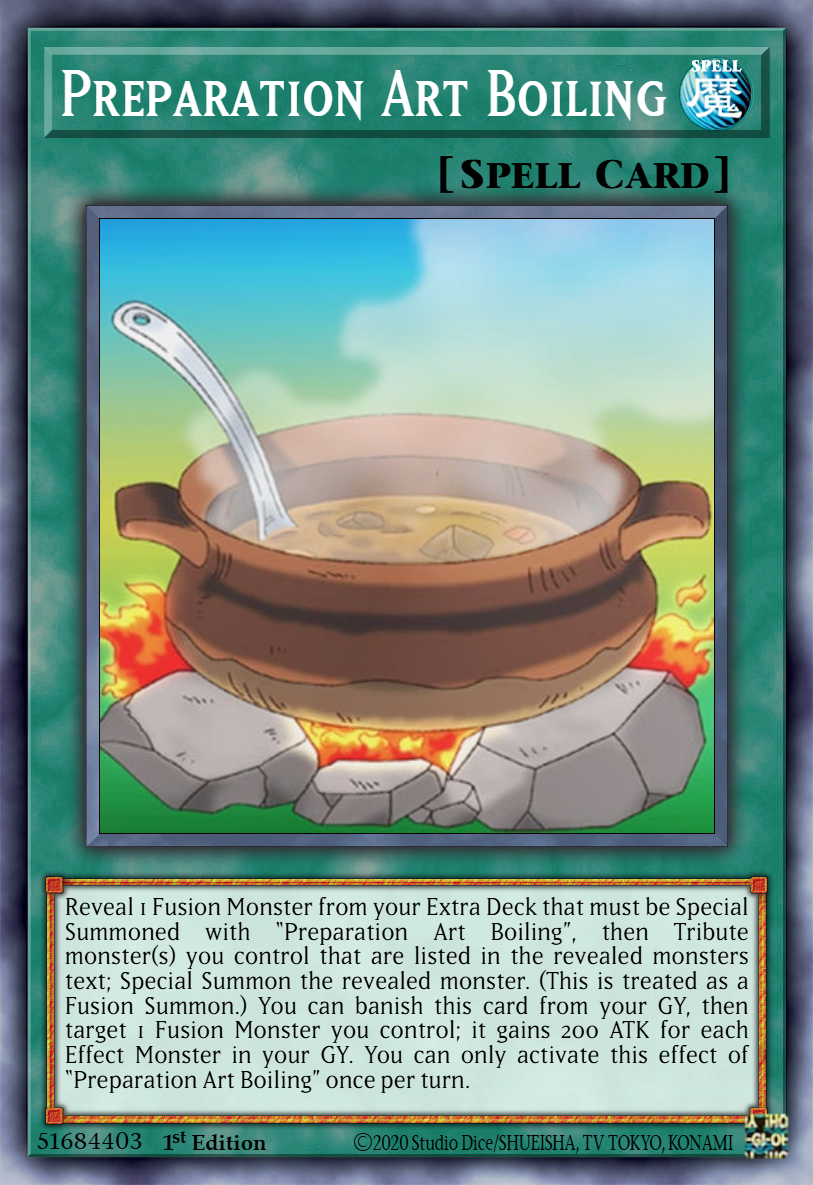 Preparation Art Boiling
SPELL
魔
[Spell Card]
Reveal 1 Fusion Monster from your Extra Deck that must be Special
Summoned with "Preparation Art Boiling", then Tribute
monster(s) you control that are listed in the revealed monsters
text; Special Summon the revealed monster. (This is treated as a
Fusion Summon.) You can banish this card from your GY, then
target 1 Fusion Monster you control; it gains 200 ATK for each
Effect Monster in your GY. You can only activate this effect of
"Preparation Art Boiling" once per turn.
51684403 1st Edition ©2020 Studio Dice/SHUEISHA, TV TOKYO, KONAMI